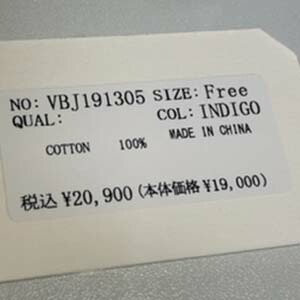 NO: VBJ191305 SIZE: Free
QUAL: COL: INDIGO
MADE IN CHINA
COTTON 100%
税込 ¥20,900 (本体価格 ¥19,000)